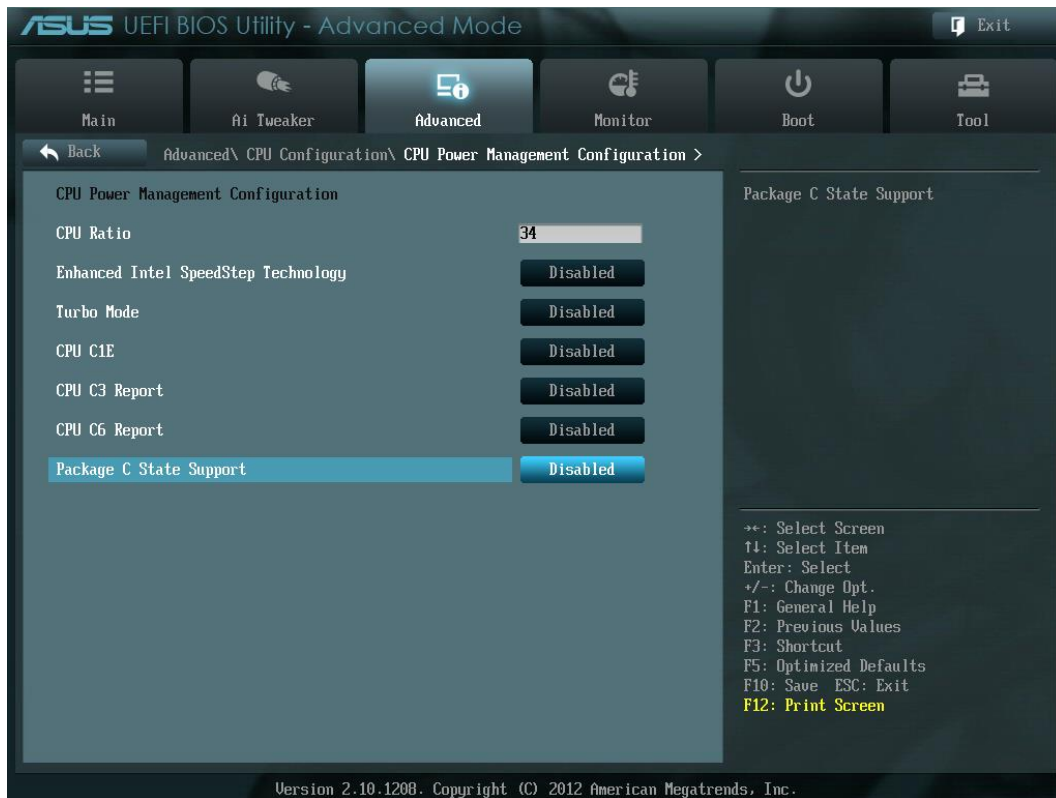 ASUS UEFI BIOS Utility - Advanced Mode
Exit
Main
Ai Tweaker
Advanced
Monitor
Boot
Tool
Back
Advanced\ CPU Configuration\ CPU Power Management Configuration >
CPU Power Management Configuration
CPU Ratio 34
Enhanced Intel SpeedStep Technology Disabled
Turbo Mode Disabled
CPU C1E Disabled
CPU C3 Report Disabled
CPU C6 Report Disabled
Package C State Support Disabled
Package C State Support
→←: Select Screen
↑↓: Select Item
Enter: Select
+/-: Change Opt.
F1: General Help
F2: Previous Values
F3: Shortcut
F5: Optimized Defaults
F10: Save ESC: Exit
F12: Print Screen
Version 2.10.1208. Copyright (C) 2012 American Megatrends, Inc.